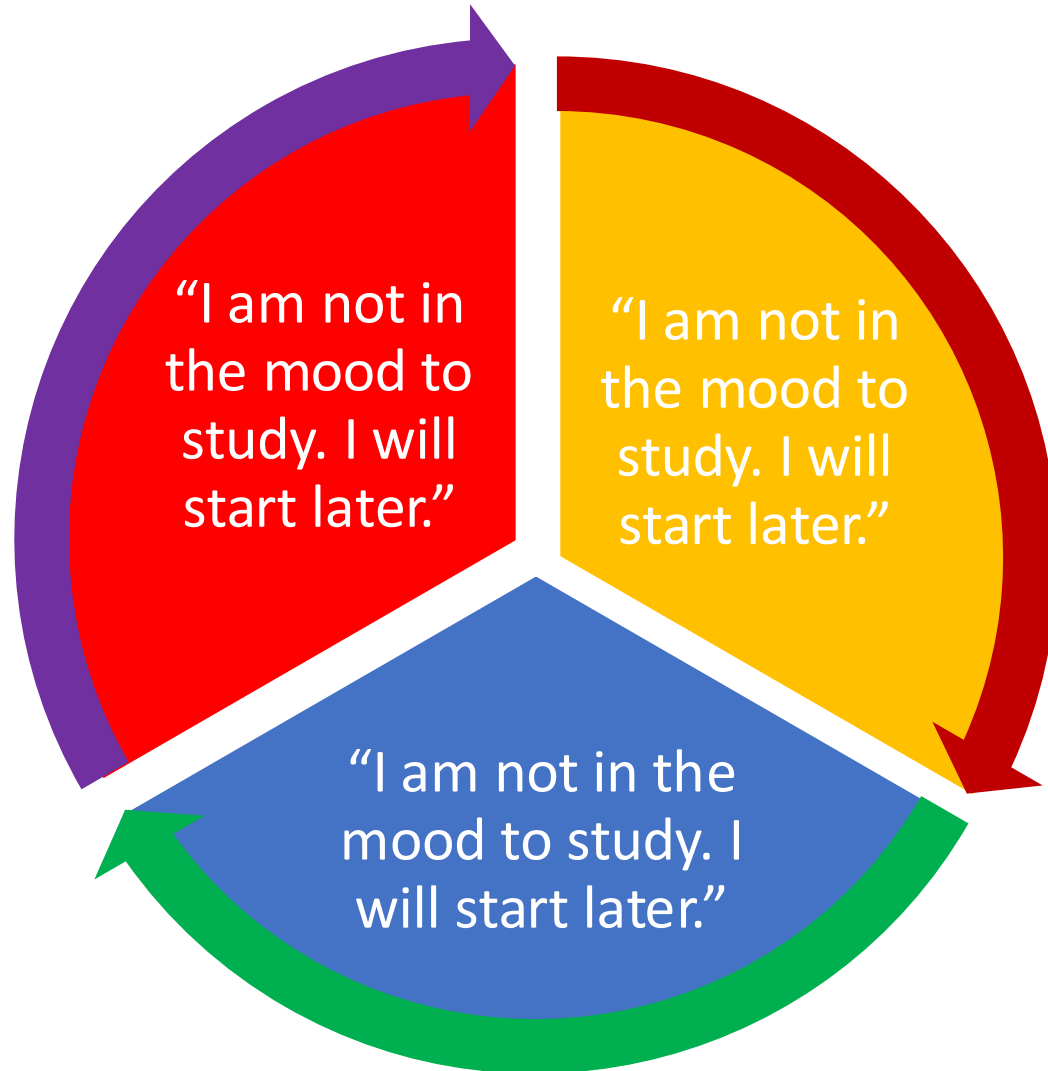 “I am not in
the mood to
study. I will
start later.”
“I am not in
the mood to
study. I will
start later.”
“I am not in the
mood to study. I
will start later.”